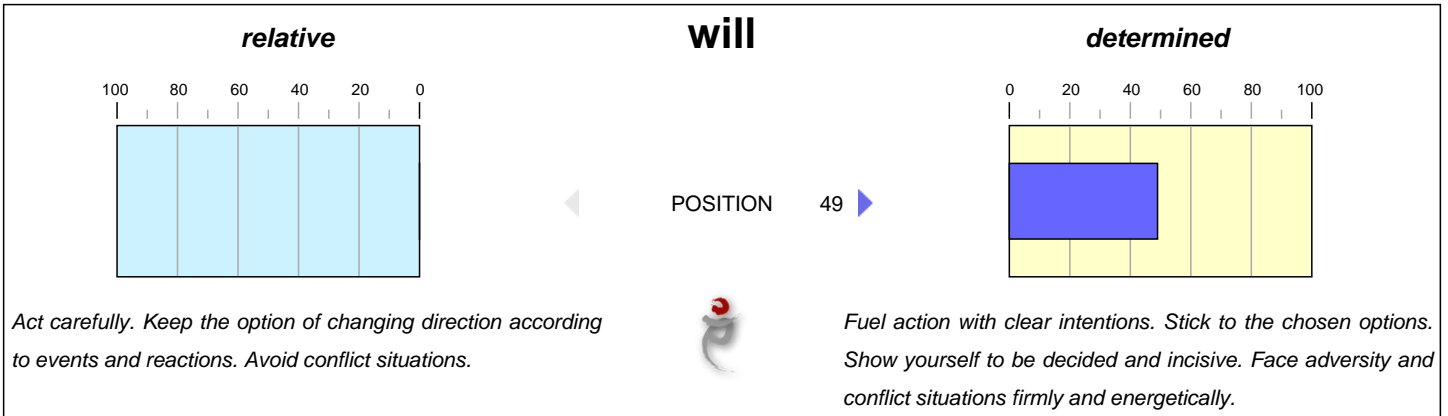 relative
will
determined
100 80 60 40 20 0
0 20 40 60 80 100
POSITION 49
Act carefully. Keep the option of changing direction according
to events and reactions. Avoid conflict situations.
Fuel action with clear intentions. Stick to the chosen options.
Show yourself to be decided and incisive. Face adversity and
conflict situations firmly and energetically.